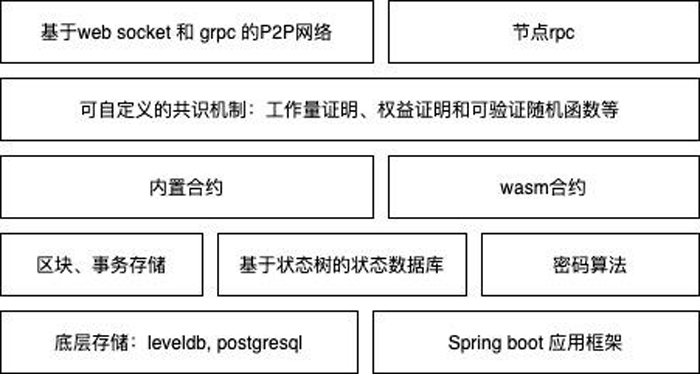 基于web socket 和 grpc 的P2P网络
节点rpc
可自定义的共识机制：工作量证明、权益证明和可验证随机函数等
内置合约
wasm合约
区块、事务存储
基于状态树的状态数据库
密码算法
底层存储：leveldb, postgresql
Spring boot 应用框架